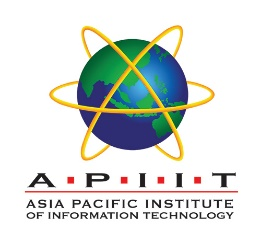 A·P·I·I·T
ASIA PACIFIC INSTITUTE
OF INFORMATION TECHNOLOGY